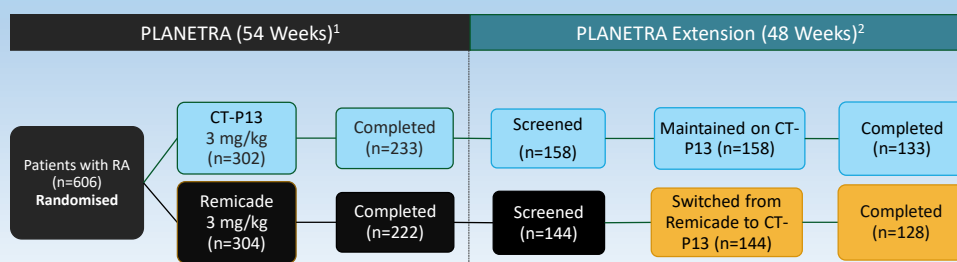 PLANETRA (54 Weeks)1
PLANETRA Extension (48 Weeks)2
Patients with RA
(n=606)
Randomised
CT-P13
3 mg/kg
(n=302)
Completed
(n=233)
Screened
(n=158)
Maintained on CT-
P13 (n=158)
Completed
(n=133)
Remicade
3 mg/kg
(n=304)
Completed
(n=222)
Screened
(n=144)
Switched from
Remicade to CT-
P13 (n=144)
Completed
(n=128)